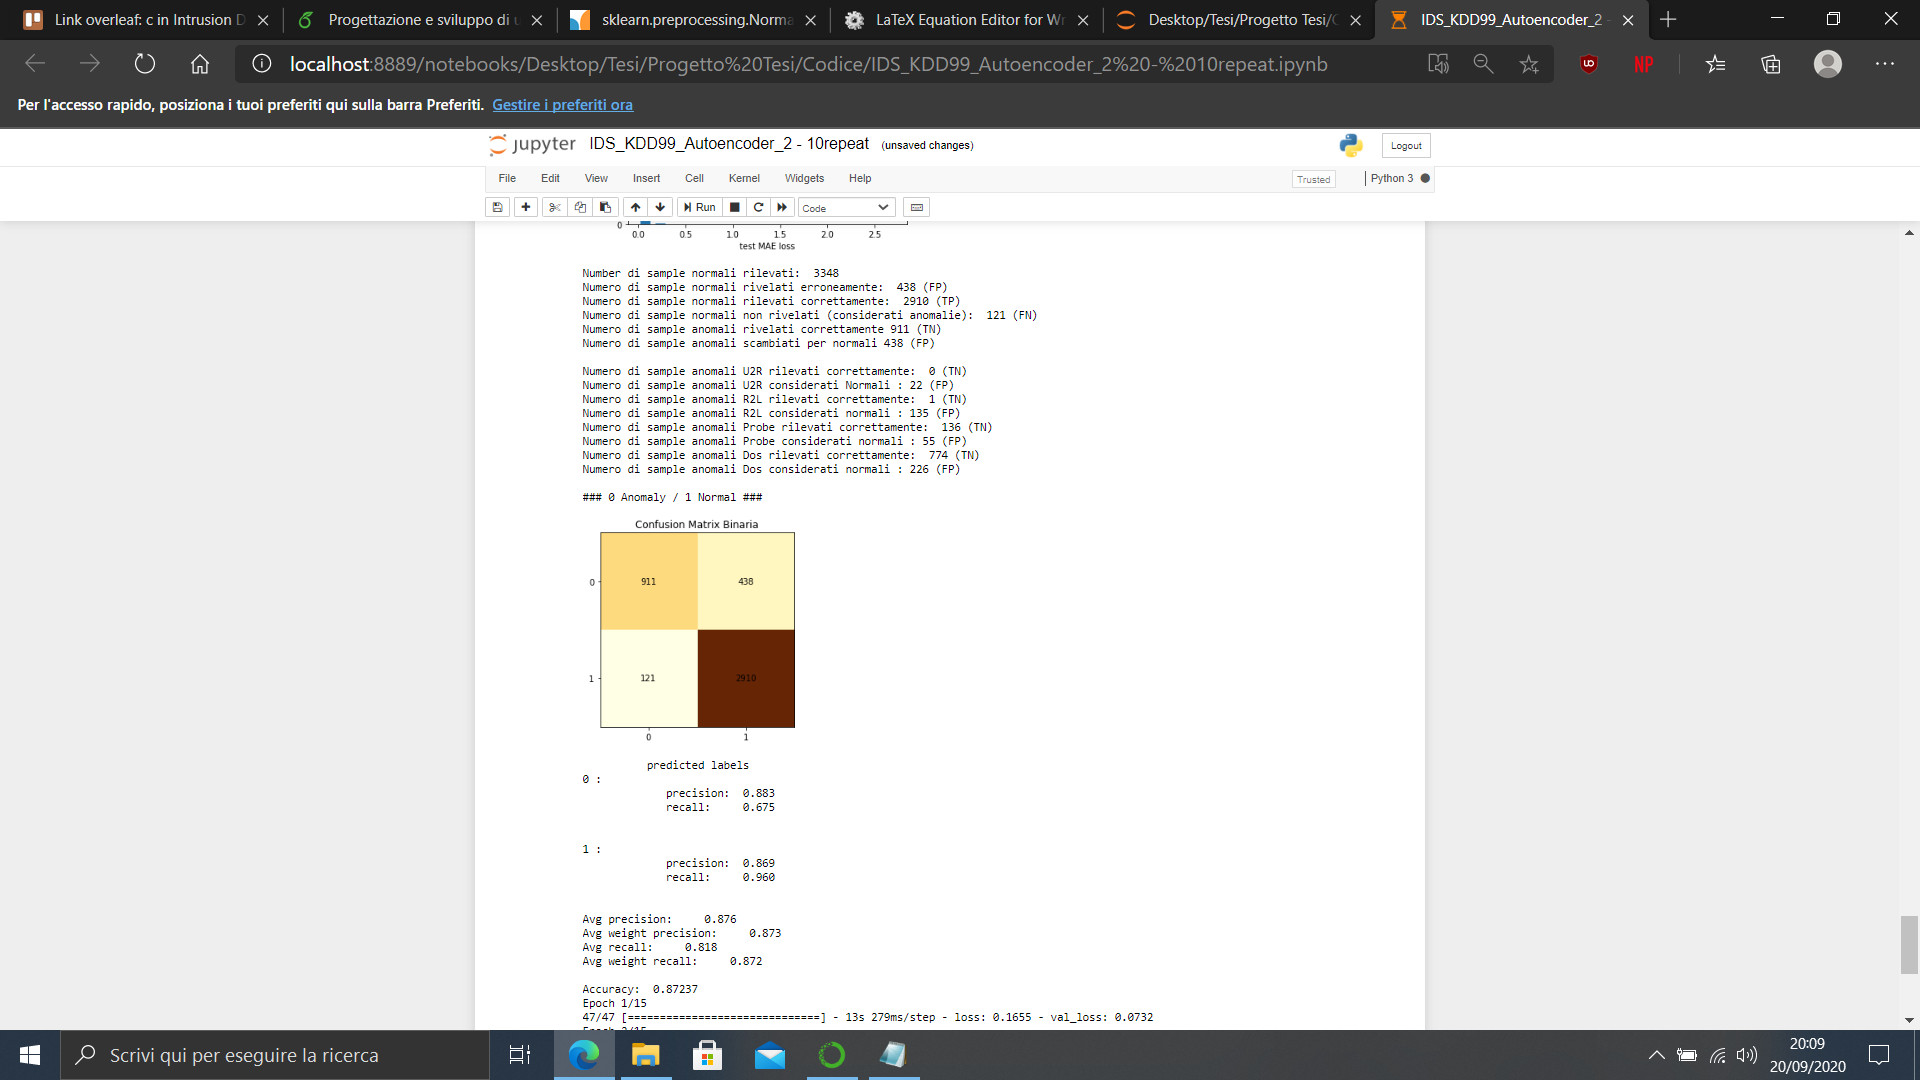 Link overleaf: c in Intrusion D
Progettazione e sviluppo di u
sklearn.preprocessing.Norma
LaTeX Equation Editor for Wr
Desktop/Tesi/Progetto Tesi/C
IDS_KDD99_Autoencoder_2 -
localhost:8889/notebooks/Desktop/Tesi/Progetto%20Tesi/Codice/IDS_KDD99_Autoencoder_2%20-%2010repeat.ipynb
NP
Per l'accesso rapido, posiziona i tuoi preferiti qui sulla barra Preferiti. Gestire i preferiti ora
jupyter IDS_KDD99_Autoencoder_2 - 10repeat (unsaved changes) Logout
File Edit View Insert Cell Kernel Widgets Help Trusted Python 3
Run Code
0
0.0 0.5 1.0 1.5 2.0 2.5
test MAE loss
Number di sample normali rilevati: 3348
Numero di sample normali rivelati erroneamente: 438 (FP)
Numero di sample normali rilevati correttamente: 2910 (TP)
Numero di sample normali non rivelati (considerati anomalie): 121 (FN)
Numero di sample anomali rivelati correttamente 911 (TN)
Numero di sample anomali scambiati per normali 438 (FP)
Numero di sample anomali U2R rilevati correttamente: 0 (TN)
Numero di sample anomali U2R considerati Normali : 22 (FP)
Numero di sample anomali R2L rilevati correttamente: 1 (TN)
Numero di sample anomali R2L considerati normali : 135 (FP)
Numero di sample anomali Probe rilevati correttamente: 136 (TN)
Numero di sample anomali Probe considerati normali : 55 (FP)
Numero di sample anomali Dos rilevati correttamente: 774 (TN)
Numero di sample anomali Dos considerati normali : 226 (FP)
### 0 Anomaly / 1 Normal ###
Confusion Matrix Binaria
0 911 438
1 121 2910
0 1
predicted labels
0 :
precision: 0.883
recall: 0.675
1 :
precision: 0.869
recall: 0.960
Avg precision: 0.876
Avg weight precision: 0.873
Avg recall: 0.818
Avg weight recall: 0.872
Accuracy: 0.87237
Epoch 1/15
47/47 [==============================] - 13s 279ms/step - loss: 0.1655 - val_loss: 0.0732
Epoch 2/15
Scrivi qui per eseguire la ricerca
20:09
20/09/2020